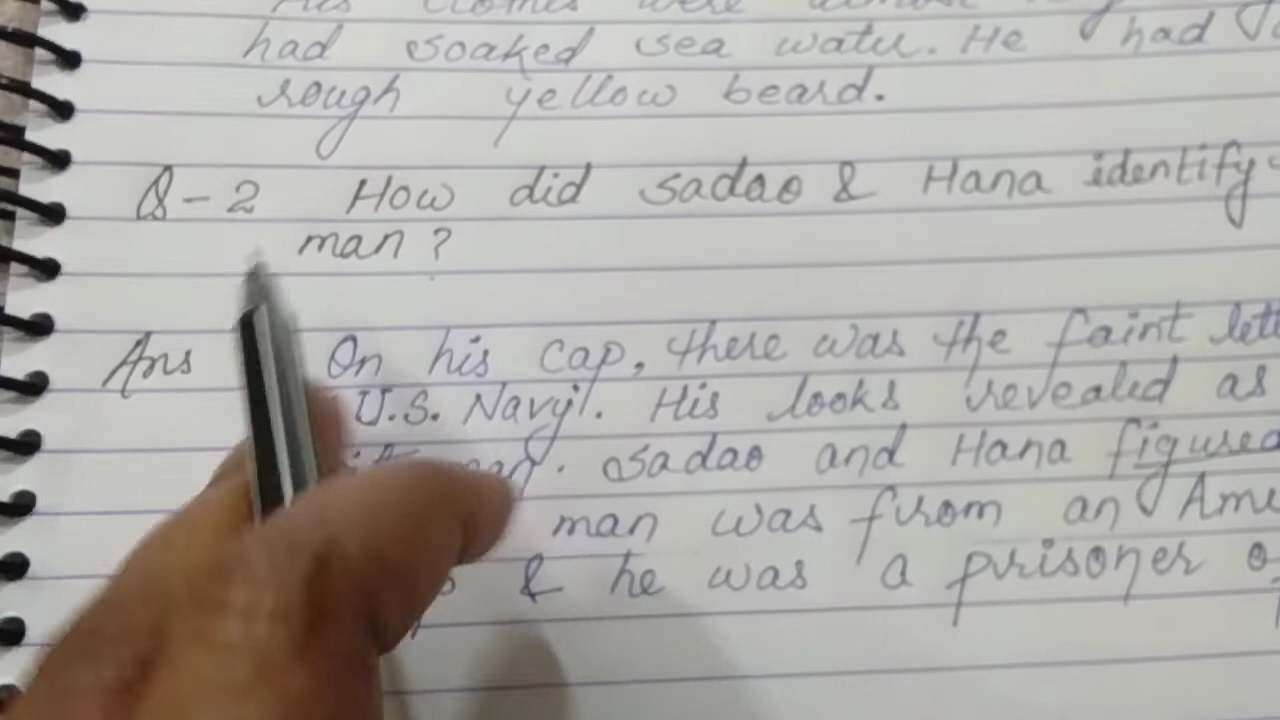 had soaked sea water. He had
rough yellow beard.
Q-2 How did Sadao & Hana identify
man ?
Ans On his cap, there was the faint
U.S. Navy'. His looks revealed as
Sadao and Hana figured
man was from an
& he was a prisoner